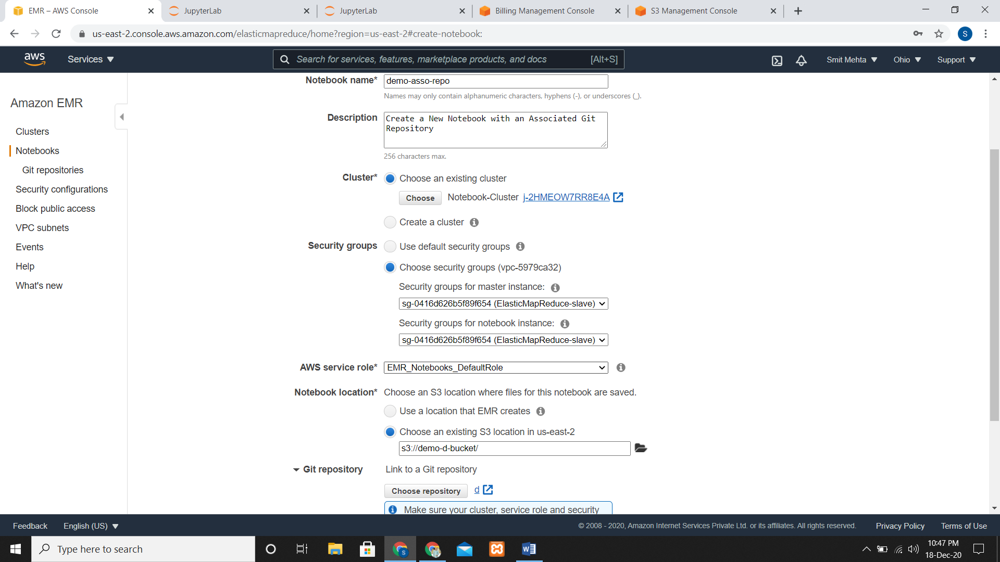 EMR – AWS Console
JupyterLab
JupyterLab
Billing Management Console
S3 Management Console
us-east-2.console.aws.amazon.com/elasticmapreduce/home?region=us-east-2#create-notebook:
S
aws
Services
Search for services, features, marketplace products, and docs
[Alt+S]
Smit Mehta
Ohio
Support
Amazon EMR
Clusters
Notebooks
Git repositories
Security configurations
Block public access
VPC subnets
Events
Help
What's new
Notebook name* demo-asso-repo
Names may only contain alphanumeric characters, hyphens (-), or underscores (_).
Description Create a New Notebook with an Associated Git
Repository
256 characters max.
Cluster* Choose an existing cluster
Choose Notebook-Cluster j-2HMEOW7RR8E4A
Create a cluster
Security groups Use default security groups
Choose security groups (vpc-5979ca32)
Security groups for master instance:
sg-0416d626b5f89f654 (ElasticMapReduce-slave)
Security groups for notebook instance:
sg-0416d626b5f89f654 (ElasticMapReduce-slave)
AWS service role* EMR_Notebooks_DefaultRole
Notebook location* Choose an S3 location where files for this notebook are saved.
Use a location that EMR creates
Choose an existing S3 location in us-east-2
s3://demo-d-bucket/
Git repository Link to a Git repository
Choose repository d
Make sure your cluster, service role and security
Feedback English (US) © 2008 - 2020, Amazon Internet Services Private Ltd. or its affiliates. All rights reserved. Privacy Policy Terms of Use
Type here to search
10:47 PM
18-Dec-20